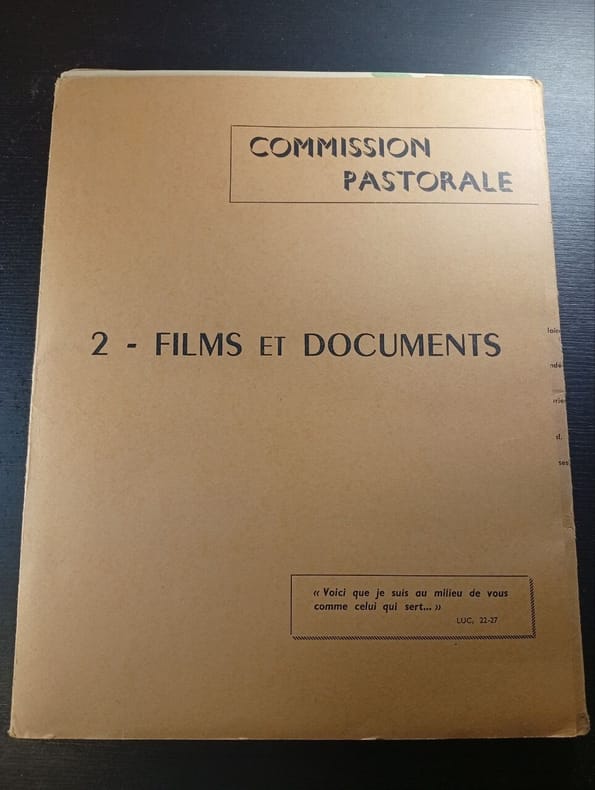 COMMISSION
PASTORALE
2 - FILMS ET DOCUMENTS
« Voici que je suis au milieu de vous
comme celui qui sert... »
LUC, 22-27